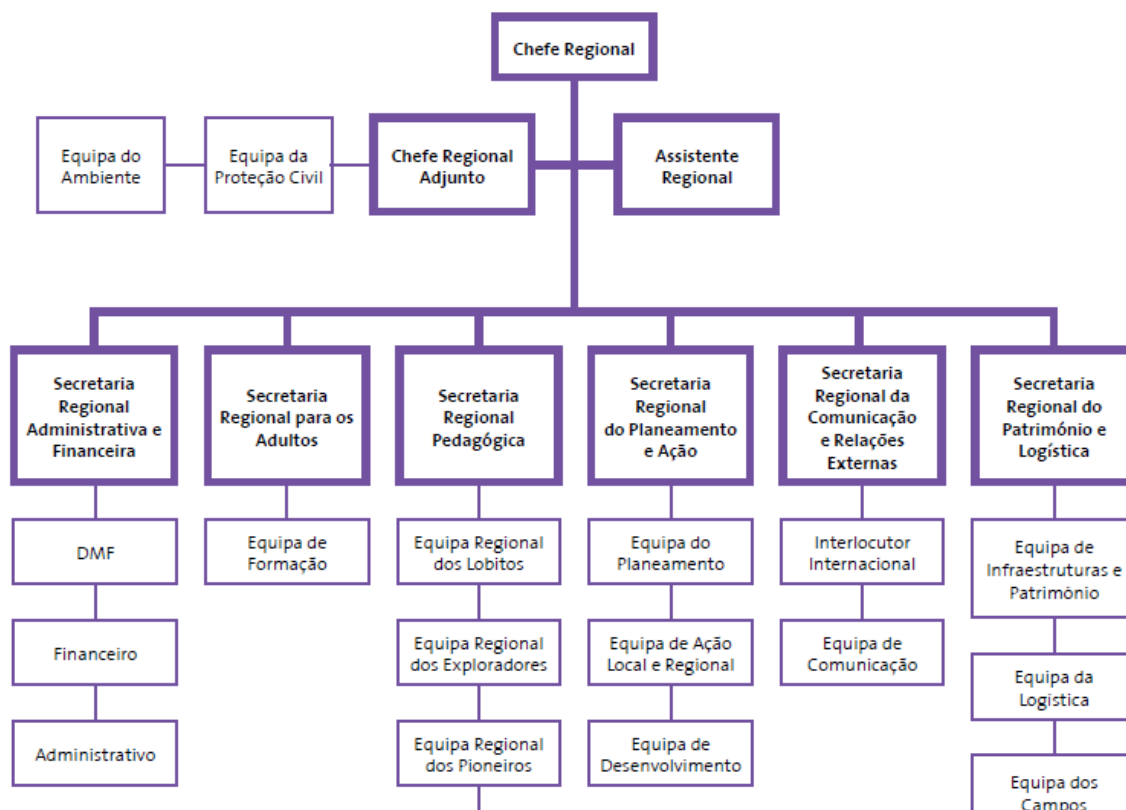 Chefe Regional
Equipa do
Ambiente
Equipa da
Proteção Civil
Chefe Regional
Adjunto
Assistente
Regional
Secretaria
Regional
Administrativa e
Financeira
Secretaria
Regional para os
Adultos
Secretaria
Regional
Pedagógica
Secretaria
Regional
do Planeamento
e Ação
Secretaria
Regional da
Comunicação
e Relações
Externas
Secretaria
Regional do
Património e
Logística
DMF
Financeiro
Administrativo
Equipa de
Formação
Equipa Regional
dos Lobitos
Equipa Regional
dos Exploradores
Equipa Regional
dos Pioneiros
Equipa do
Planeamento
Equipa de Ação
Local e Regional
Equipa de
Desenvolvimento
Interlocutor
Internacional
Equipa de
Comunicação
Equipa de
Infraestruturas e
Património
Equipa da
Logística
Equipa dos
Campos